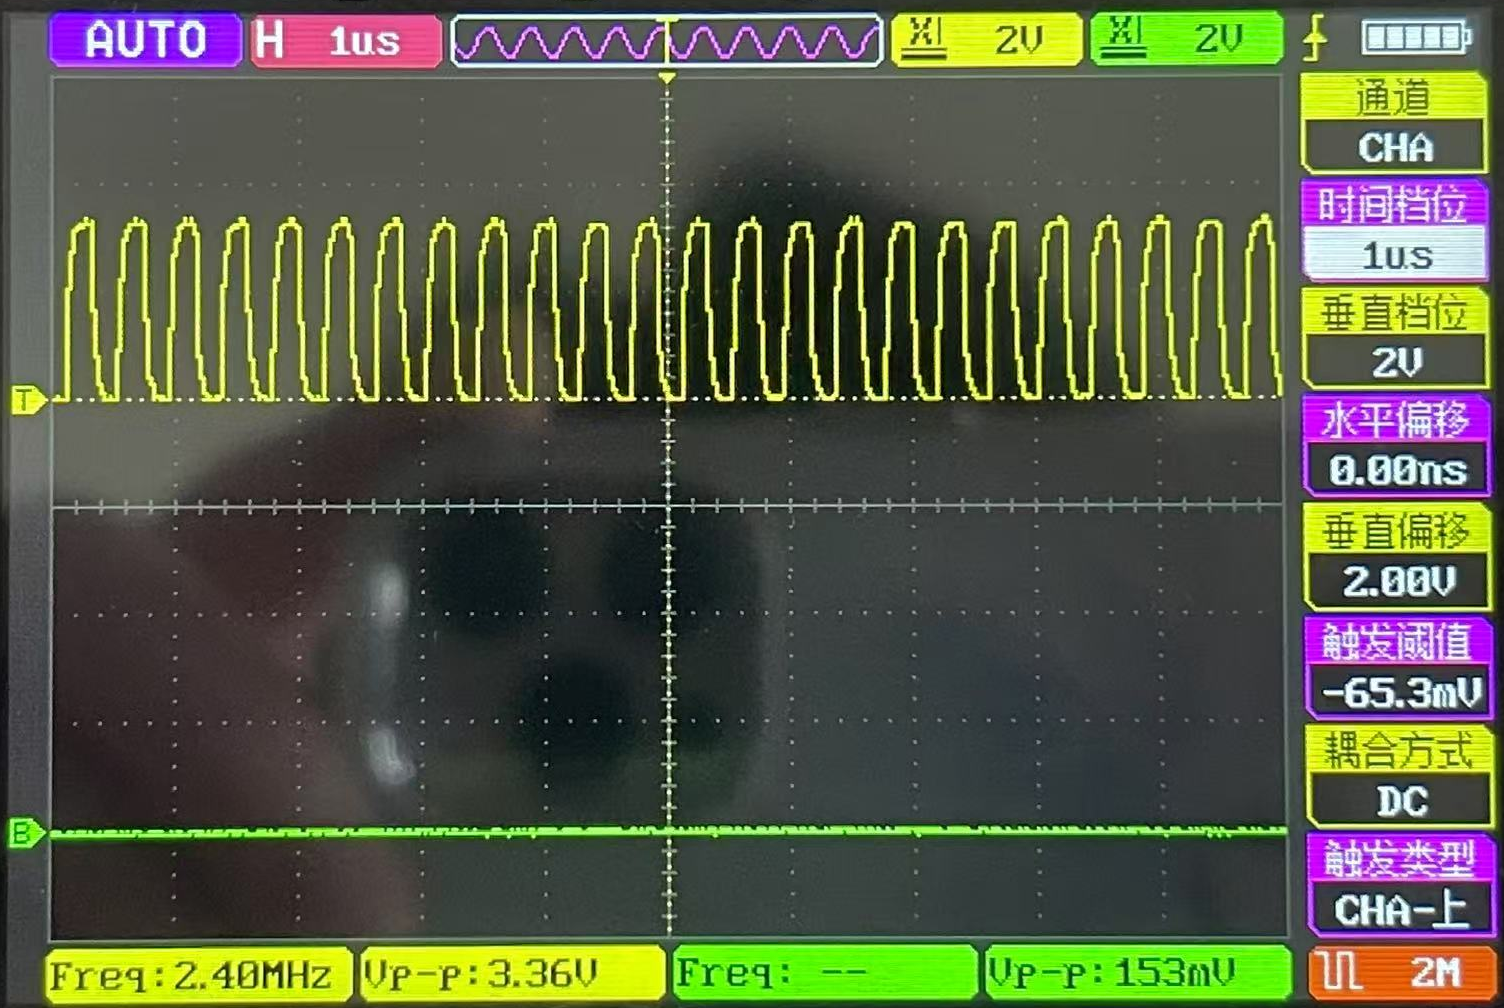 AUTO H 1us X1 2V X1 2V
通道
CHA
时间档位
1us
垂直档位
2V
T
水平偏移
0.00ns
垂直偏移
2.00V
触发阈值
-65.3mV
耦合方式
DC
B
触发类型
CHA-上
Freq:2.40MHz Vp-p:3.36V Freq: -- Vp-p:153mV 2M